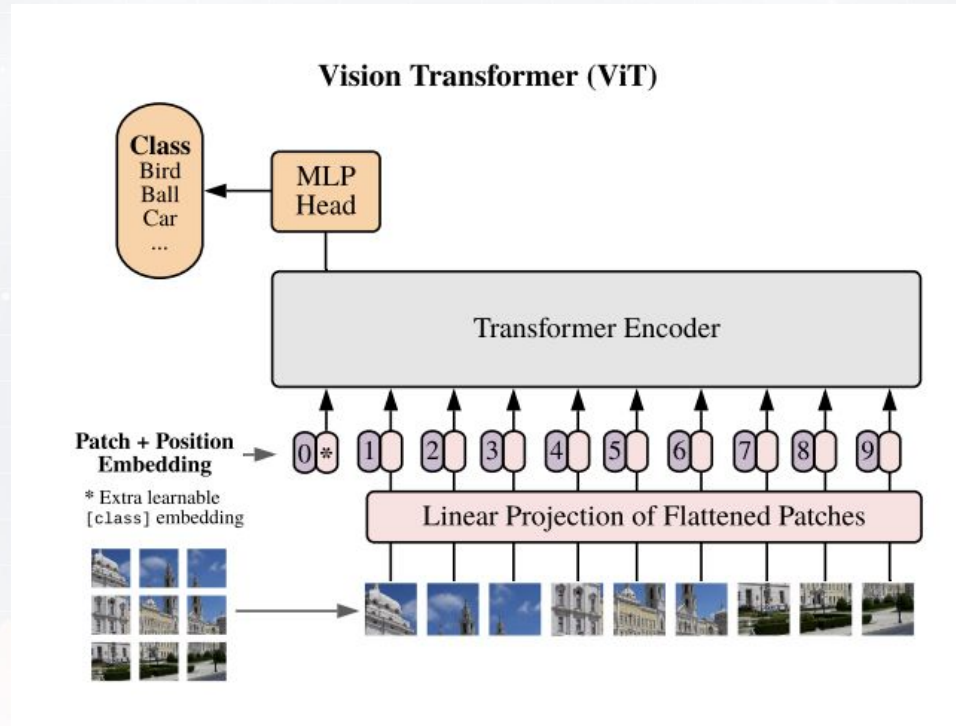 Vision Transformer (ViT)
Class
Bird
Ball
Car
...
MLP
Head
Transformer Encoder
Patch + Position
Embedding
* Extra learnable
[class] embedding
0 * 1 2 3 4 5 6 7 8 9
Linear Projection of Flattened Patches